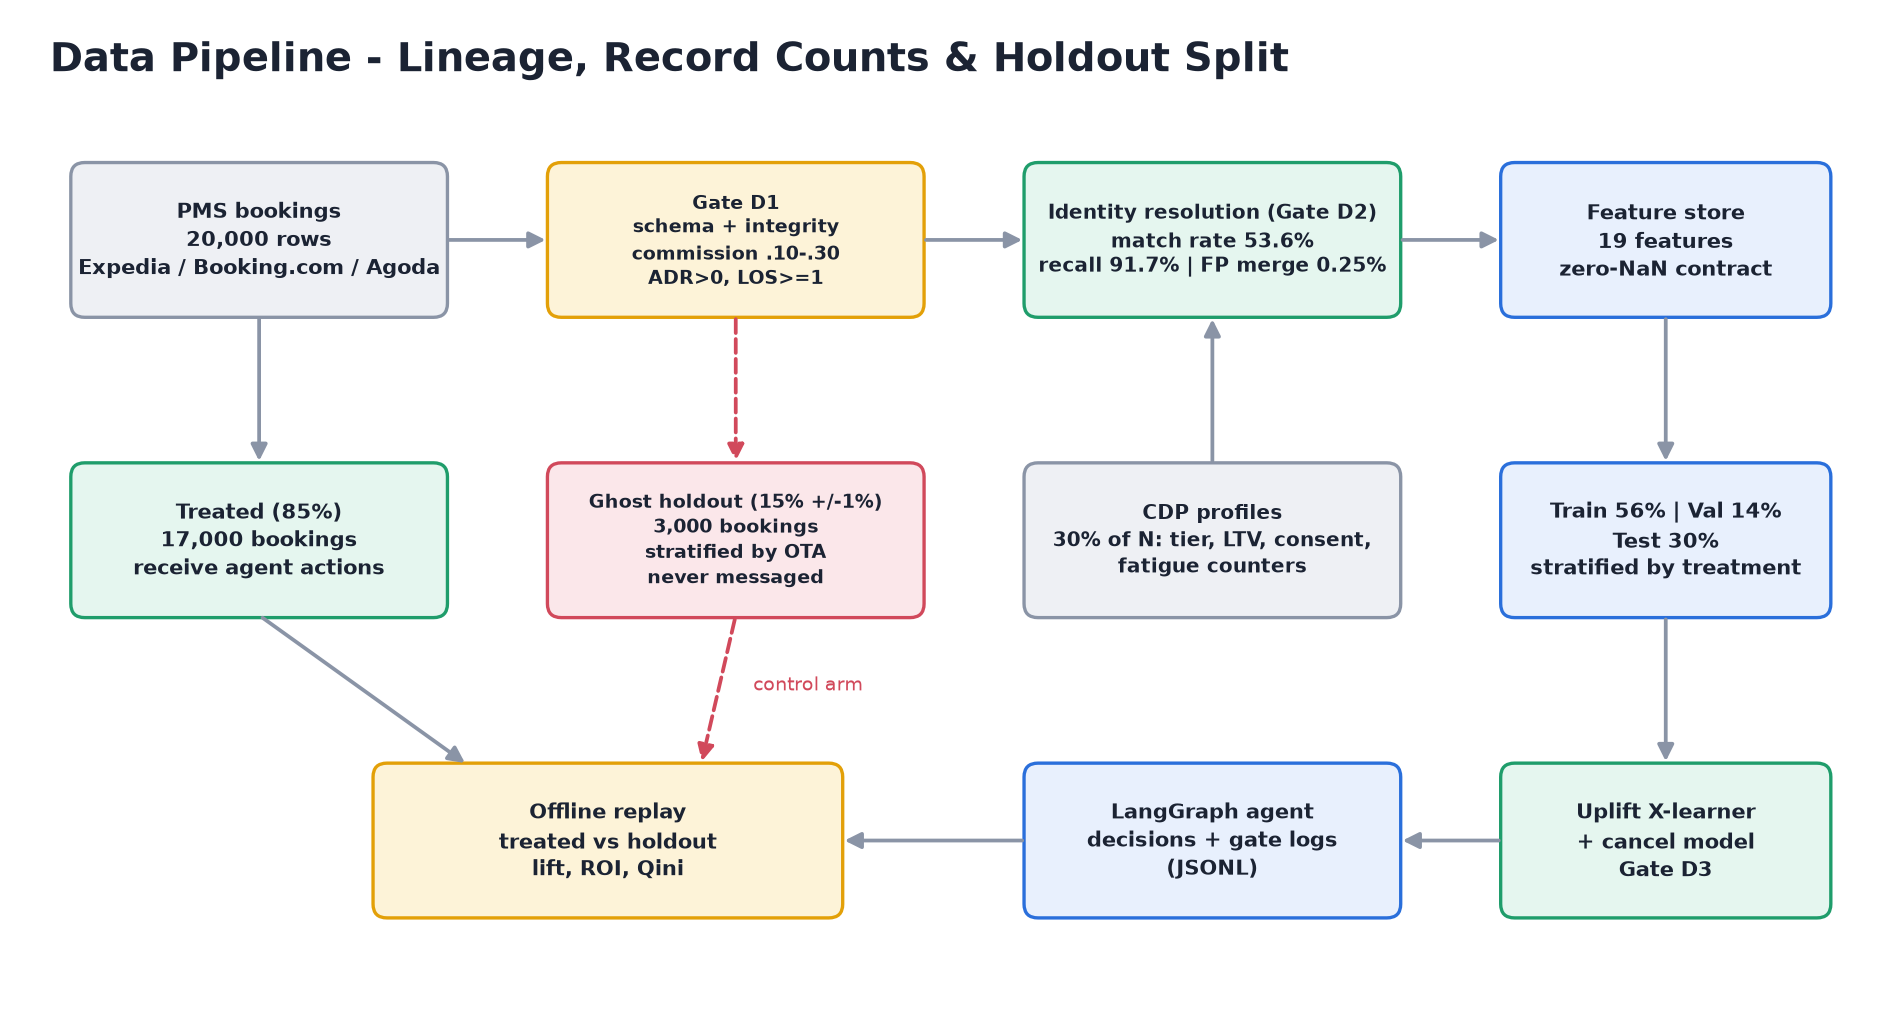 Data Pipeline - Lineage, Record Counts & Holdout Split
PMS bookings
20,000 rows
Expedia / Booking.com / Agoda
Gate D1
schema + integrity
commission .10-.30
ADR>0, LOS>=1
Identity resolution (Gate D2)
match rate 53.6%
recall 91.7% | FP merge 0.25%
Feature store
19 features
zero-NaN contract
Treated (85%)
17,000 bookings
receive agent actions
Ghost holdout (15% +/-1%)
3,000 bookings
stratified by OTA
never messaged
CDP profiles
30% of N: tier, LTV, consent,
fatigue counters
Train 56% | Val 14%
Test 30%
stratified by treatment
control arm
Offline replay
treated vs holdout
lift, ROI, Qini
LangGraph agent
decisions + gate logs
(JSONL)
Uplift X-learner
+ cancel model
Gate D3